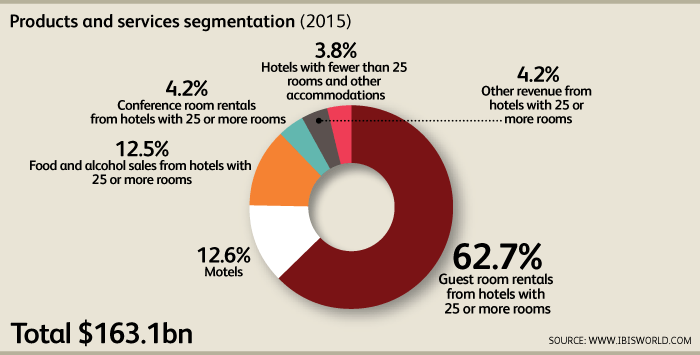 Products and services segmentation (2015)
3.8%
Hotels with fewer than 25
rooms and other
accommodations
4.2%
Other revenue from
hotels with 25 or
more rooms
4.2%
Conference room rentals
from hotels with 25 or more rooms
12.5%
Food and alcohol sales from hotels with
25 or more rooms
12.6%
Motels
62.7%
Guest room rentals
from hotels with
25 or more rooms
Total $163.1bn
SOURCE: WWW.IBISWORLD.COM